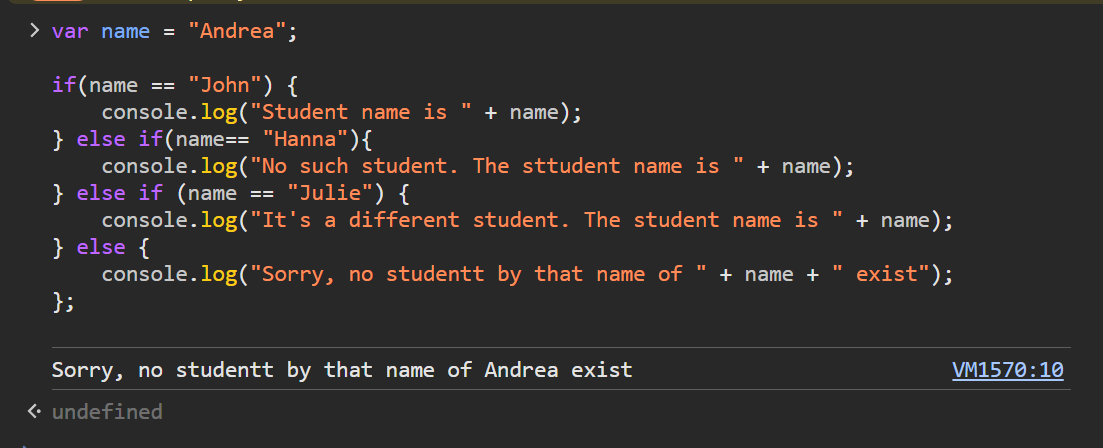 var name = "Andrea";
if(name == "John") {
console.log("Student name is " + name);
} else if(name== "Hanna"){
console.log("No such student. The sttudent name is " + name);
} else if (name == "Julie") {
console.log("It's a different student. The student name is " + name);
} else {
console.log("Sorry, no studentt by that name of " + name + " exist");
};
Sorry, no studentt by that name of Andrea exist VM1570:10
undefined